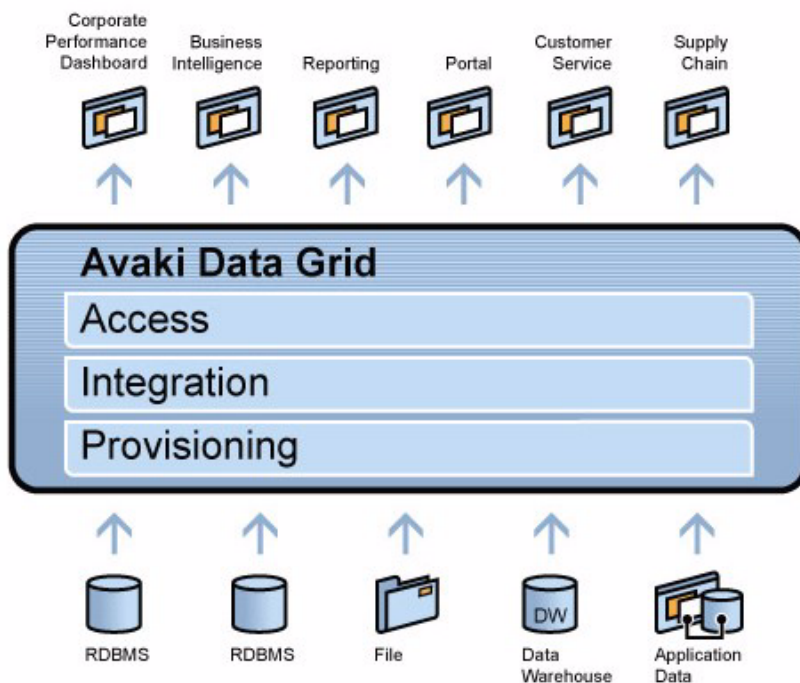 Corporate
Performance
Dashboard
Business
Intelligence
Reporting
Portal
Customer
Service
Supply
Chain
Avaki Data Grid
Access
Integration
Provisioning
DW
RDBMS
RDBMS
File
Data
Warehouse
Application
Data